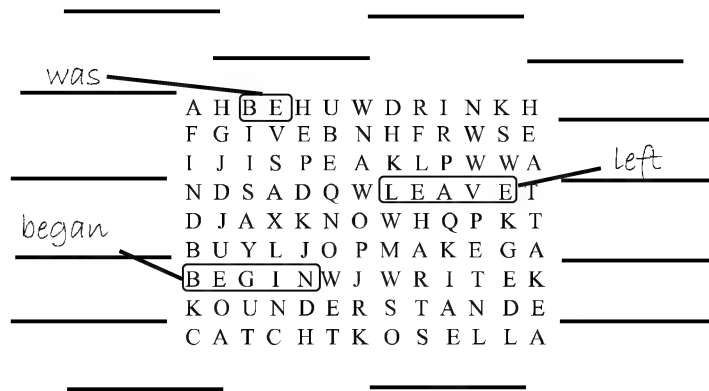 was
A H B E H U W D R I N K H
F G I V E B N H F R W S E
I J I S P E A K L P W W A
left
N D S A D Q W L E A V E T
D J A X K N O W H Q P K T
began
B U Y L J O P M A K E G A
B E G I N W J W R I T E K
K O U N D E R S T A N D E
C A T C H T K O S E L L A